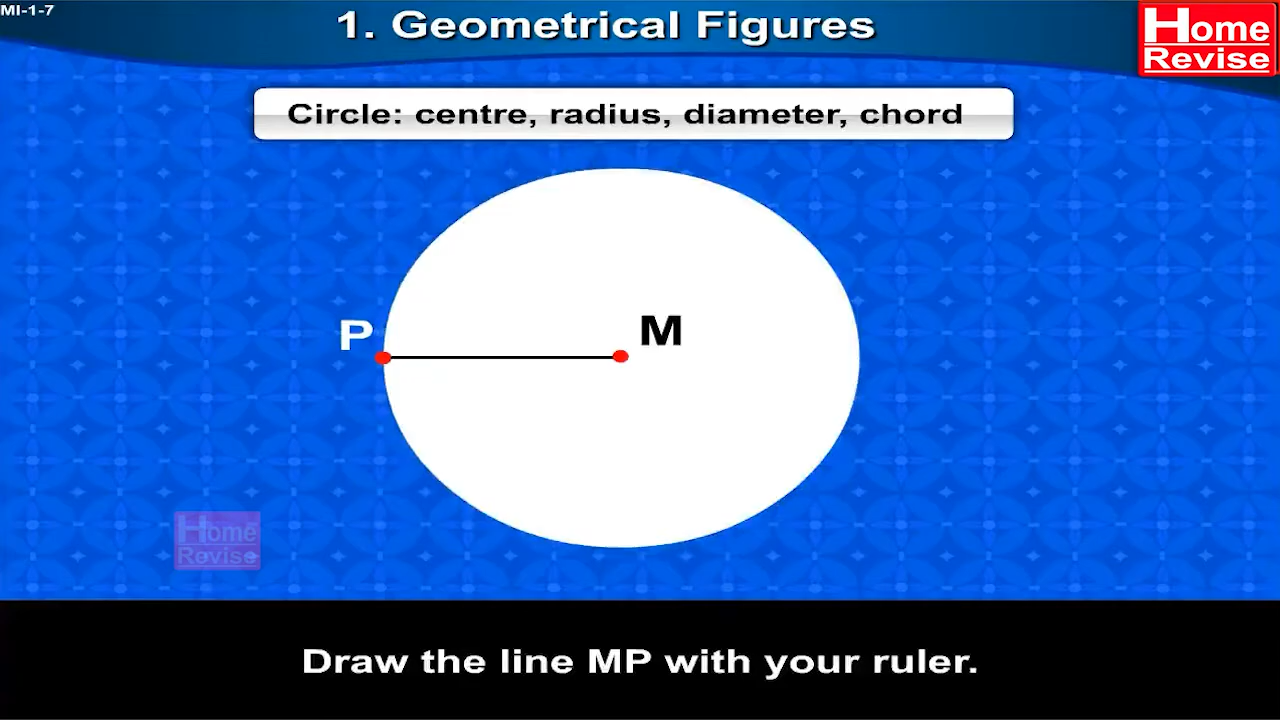 MI-1-7
1. Geometrical Figures
Home
Revise
Circle: centre, radius, diameter, chord
P
M
Home
Revise
Draw the line MP with your ruler.